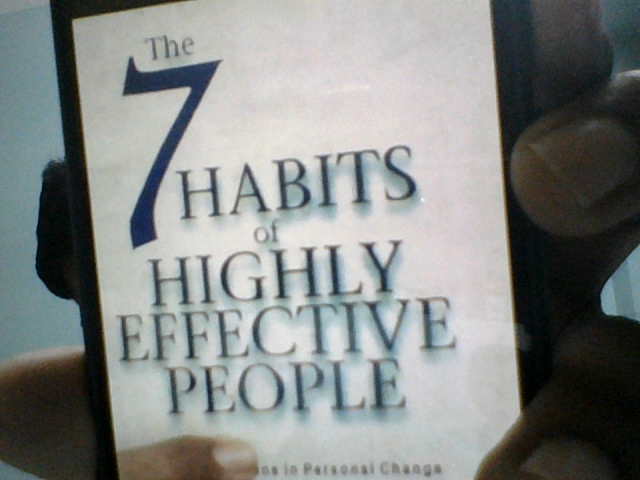 The
7
HABITS
of
HIGHLY
EFFECTIVE
PEOPLE
in Personal Change